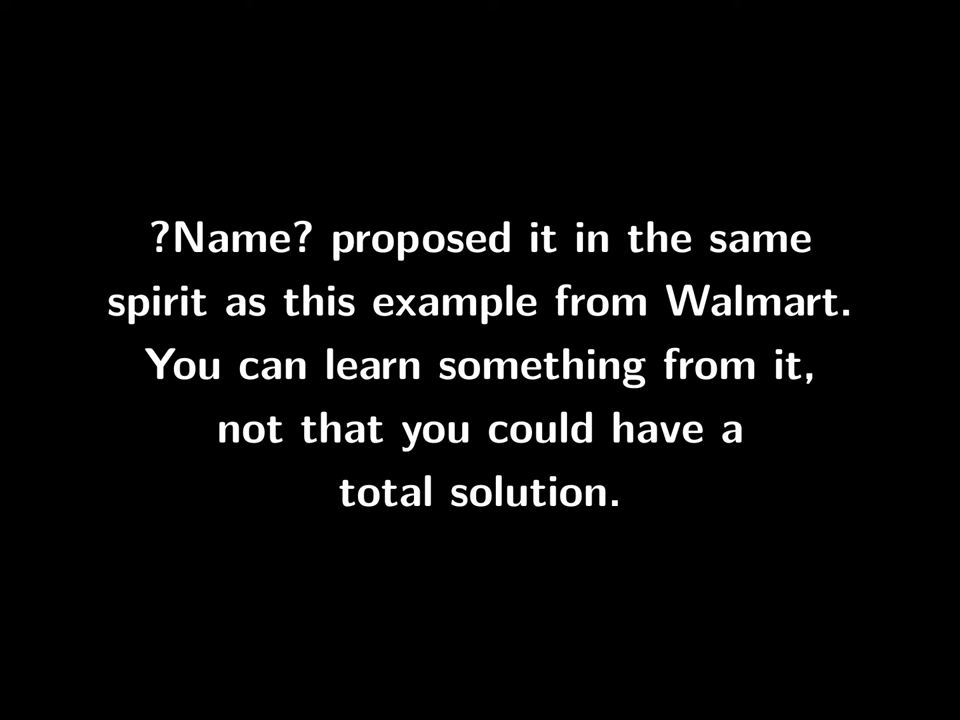 ?Name? proposed it in the same
spirit as this example from Walmart.
You can learn something from it,
not that you could have a
total solution.